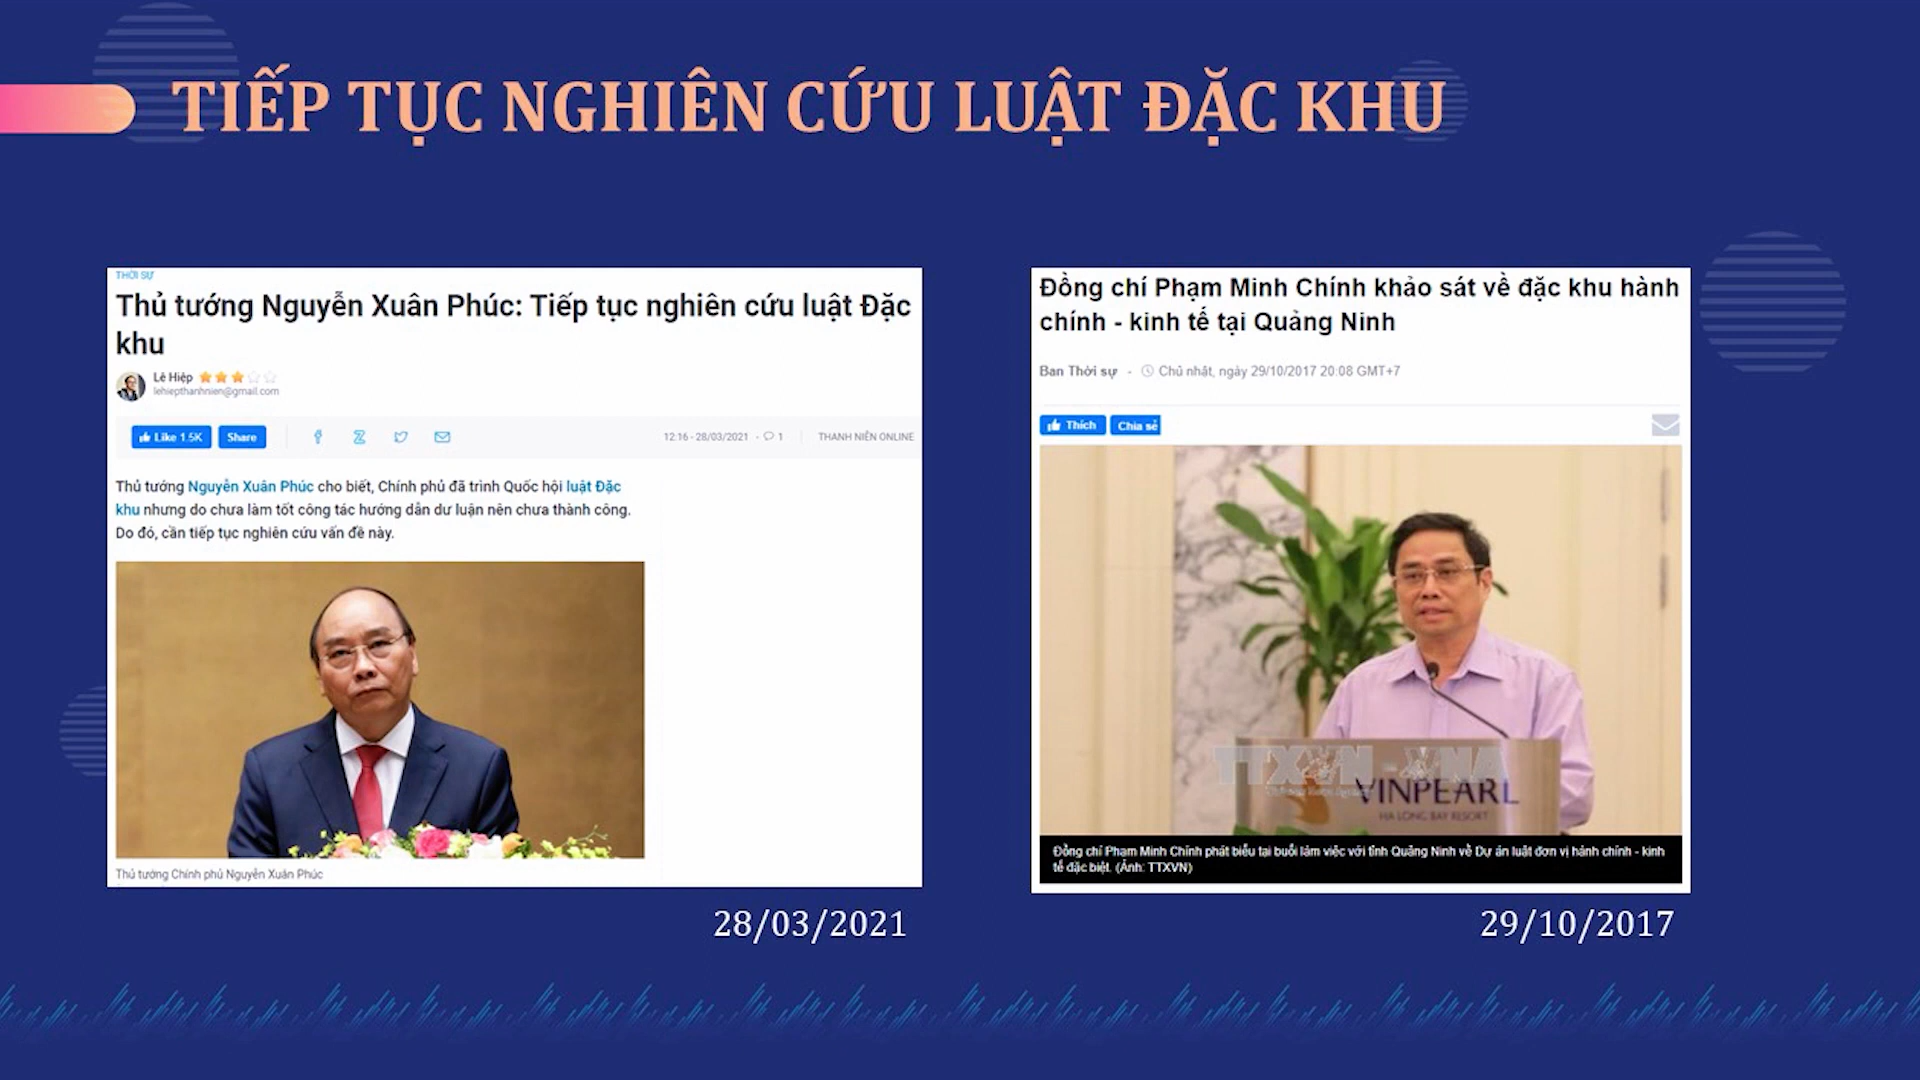 TIẾP TỤC NGHIÊN CỨU LUẬT ĐẶC KHU
THỜI SỰ
Thủ tướng Nguyễn Xuân Phúc: Tiếp tục nghiên cứu luật Đặc
khu
Lê Hiệp
lehiepthanhnien@gmail.com
Like 1.5K Share
12:16 - 28/03/2021 - 1 THANH NIÊN ONLINE
Thủ tướng Nguyễn Xuân Phúc cho biết, Chính phủ đã trình Quốc hội luật Đặc
khu nhưng do chưa làm tốt công tác hướng dẫn dư luận nên chưa thành công.
Do đó, cần tiếp tục nghiên cứu vấn đề này.
Thủ tướng Chính phủ Nguyễn Xuân Phúc
28/03/2021
Đồng chí Phạm Minh Chính khảo sát về đặc khu hành
chính - kinh tế tại Quảng Ninh
Ban Thời sự - Chủ nhật, ngày 29/10/2017 20:08 GMT+7
Thích Chia sẻ
TTXVN - VNA
VINPEARL
HA LONG BAY RESORT
Đồng chí Phạm Minh Chính phát biểu tại buổi làm việc với tỉnh Quảng Ninh về Dự án luật đơn vị hành chính - kinh
tế đặc biệt. (Ảnh: TTXVN)
29/10/2017